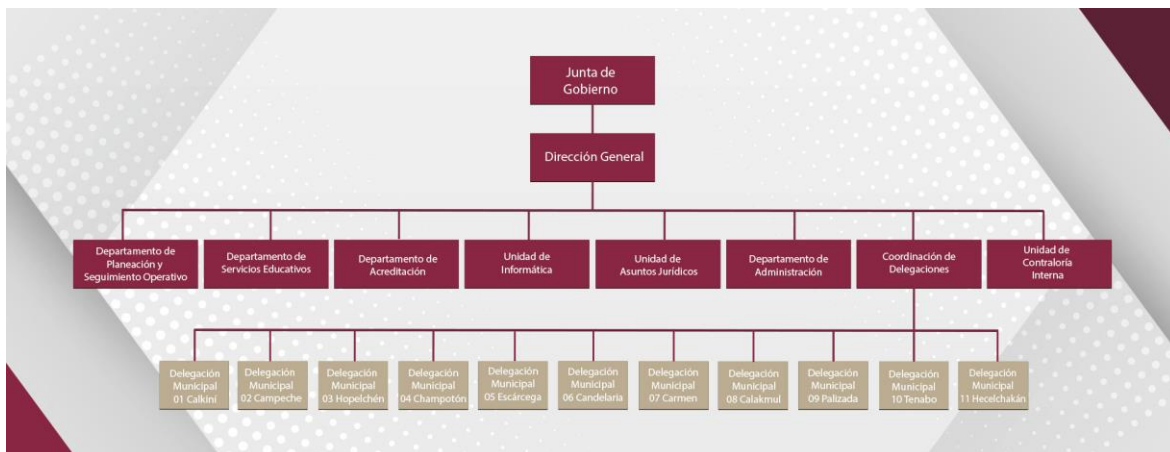 Junta de
Gobierno
Dirección General
Departamento de
Planeación y
Seguimiento Operativo
Departamento de
Servicios Educativos
Departamento de
Acreditación
Unidad de
Informática
Unidad de
Asuntos Jurídicos
Departamento de
Administración
Coordinación de
Delegaciones
Unidad de
Contraloría
Interna
Delegación
Municipal
01 Calkiní
Delegación
Municipal
02 Campeche
Delegación
Municipal
03 Hopelchén
Delegación
Municipal
04 Champotón
Delegación
Municipal
05 Escárcega
Delegación
Municipal
06 Candelaria
Delegación
Municipal
07 Carmen
Delegación
Municipal
08 Calakmul
Delegación
Municipal
09 Palizada
Delegación
Municipal
10 Tenabo
Delegación
Municipal
11 Hecelchakán